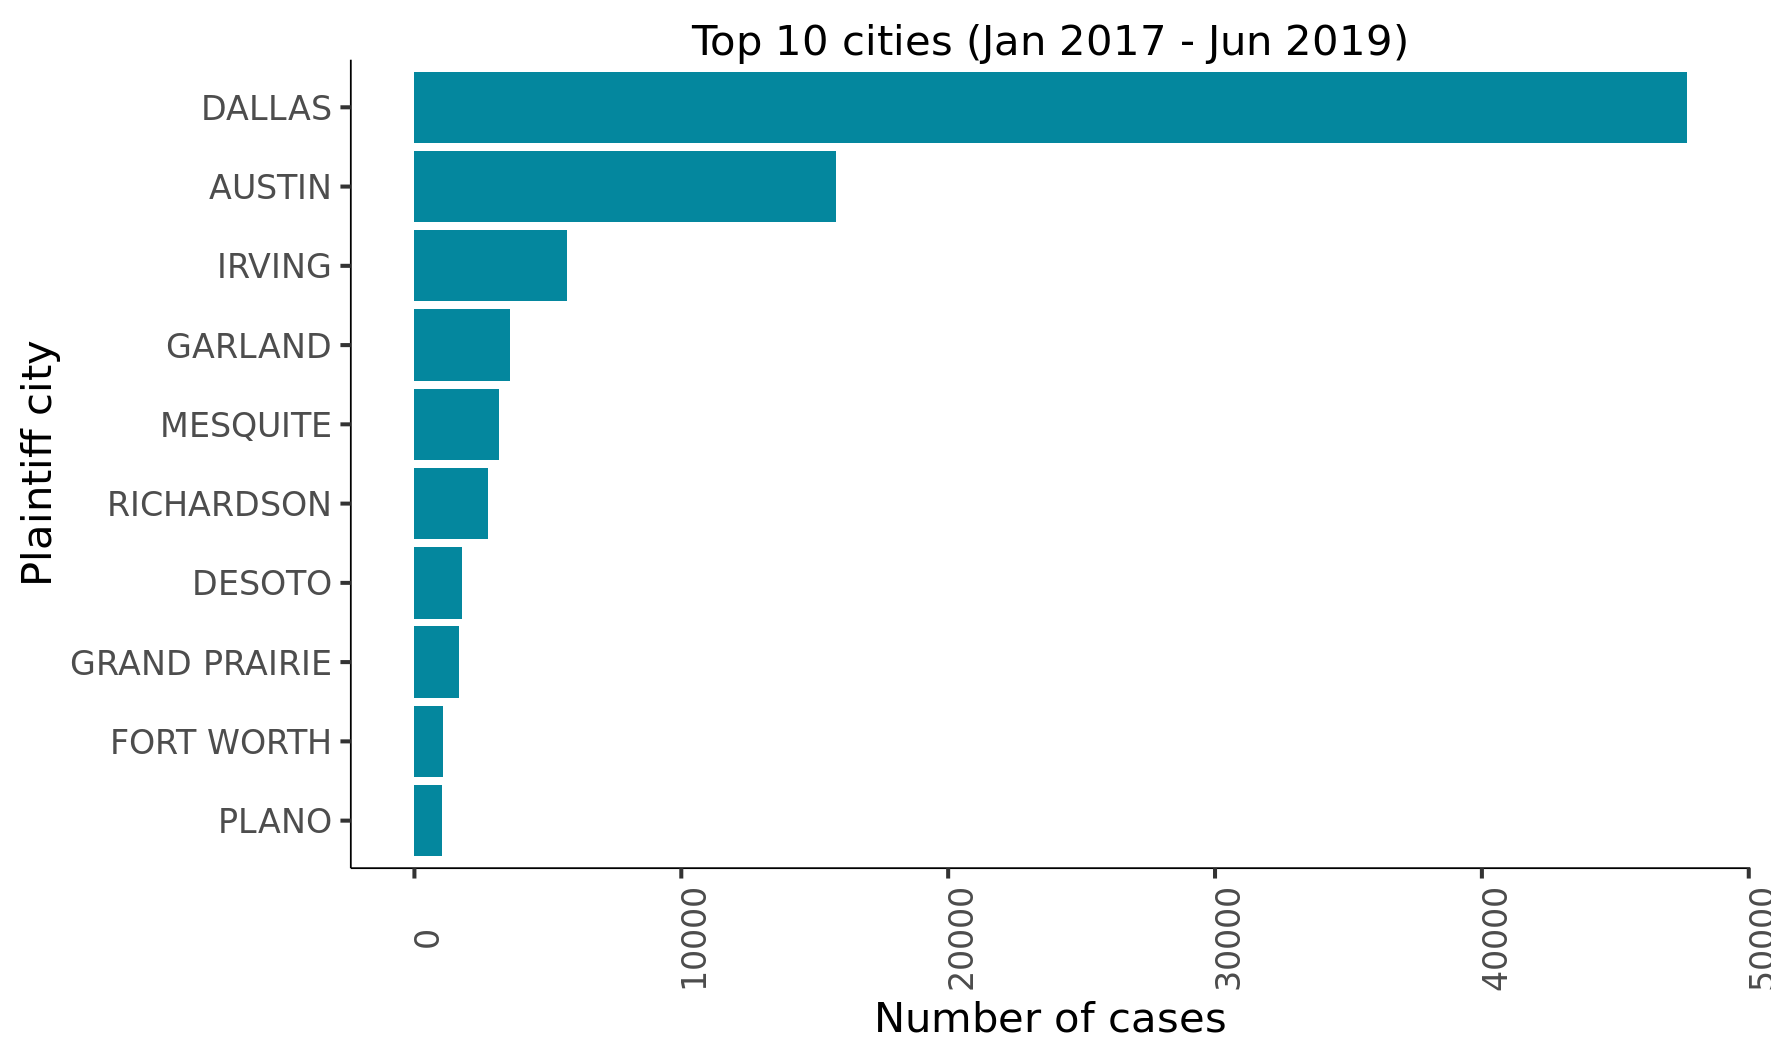 Top 10 cities (Jan 2017 - Jun 2019)
DALLAS
AUSTIN
IRVING
GARLAND
MESQUITE
RICHARDSON
DESOTO
GRAND PRAIRIE
FORT WORTH
PLANO
Plaintiff city
0
10000
20000
30000
40000
50000
Number of cases